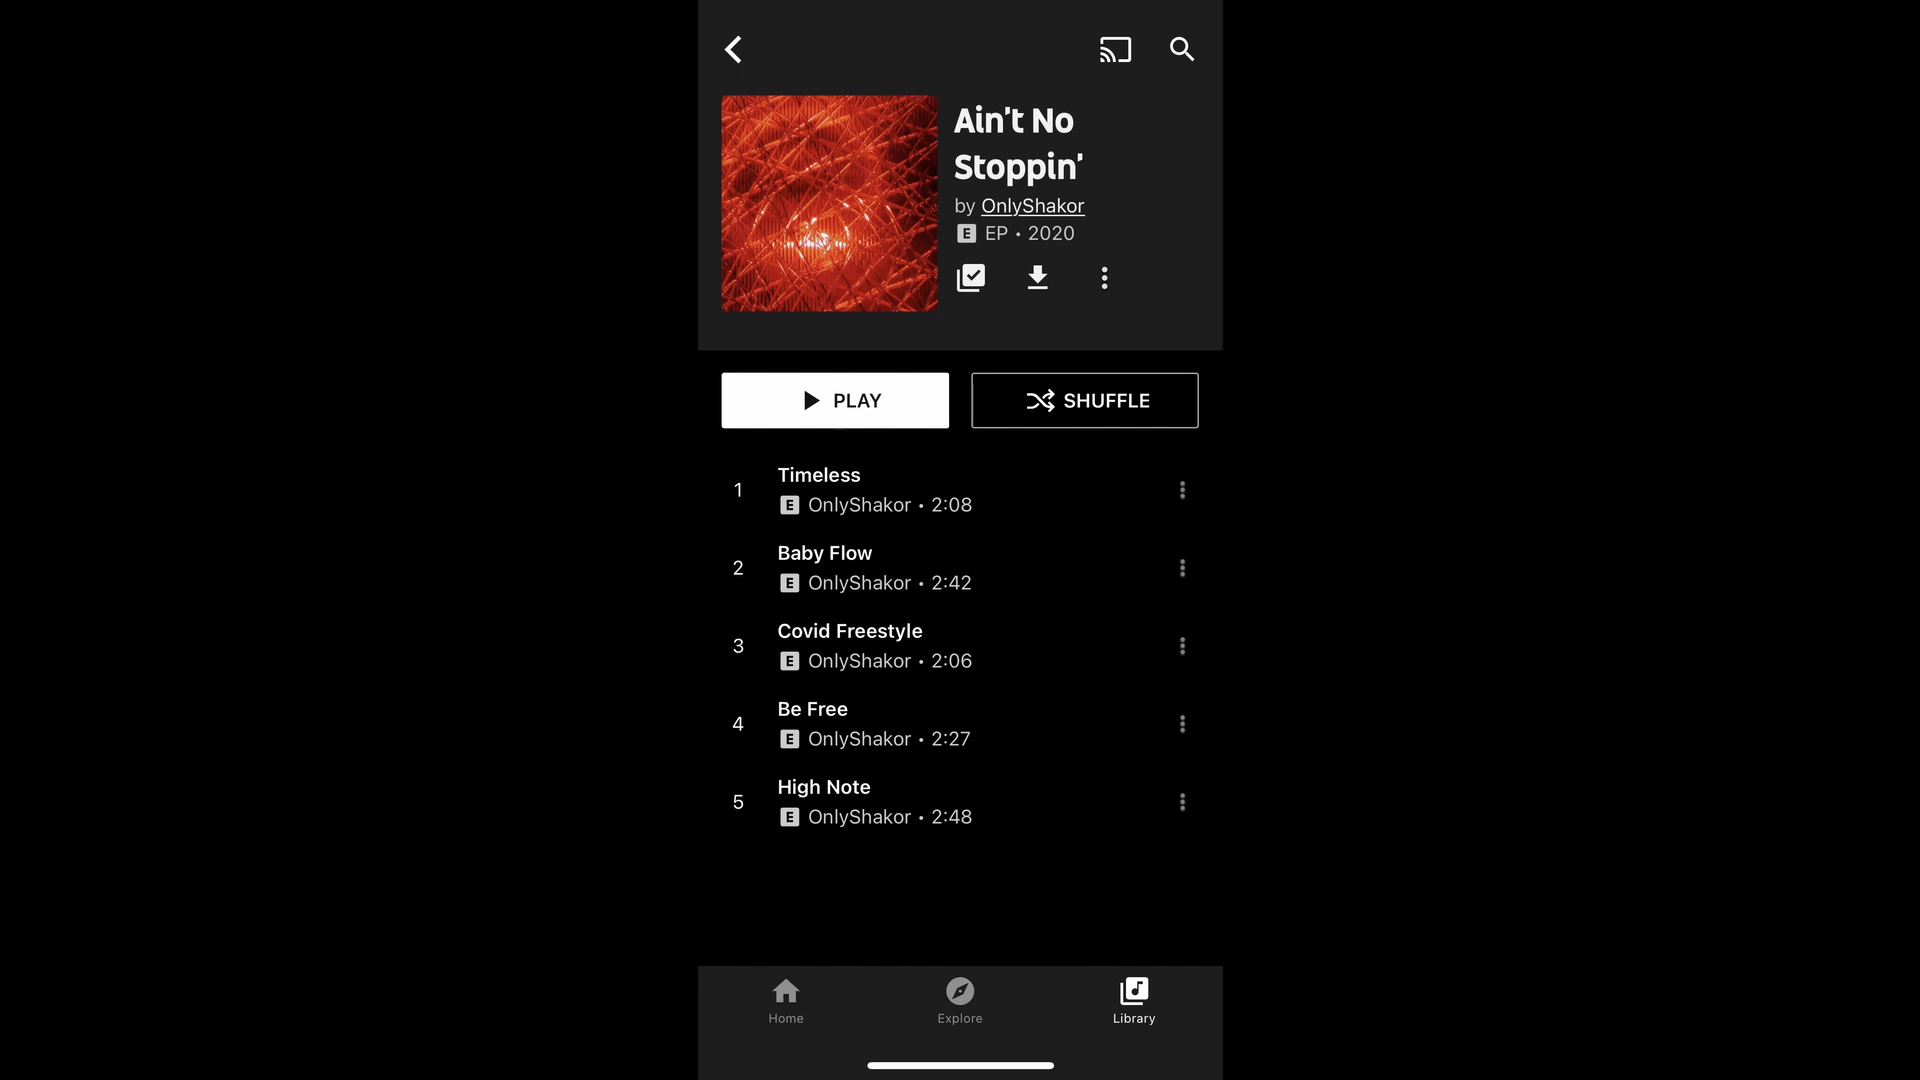 Ain't No
Stoppin'
by OnlyShakor
E EP • 2020
PLAY
SHUFFLE
1
Timeless
E OnlyShakor • 2:08
2
Baby Flow
E OnlyShakor • 2:42
3
Covid Freestyle
E OnlyShakor • 2:06
4
Be Free
E OnlyShakor • 2:27
5
High Note
E OnlyShakor • 2:48
Home
Explore
Library